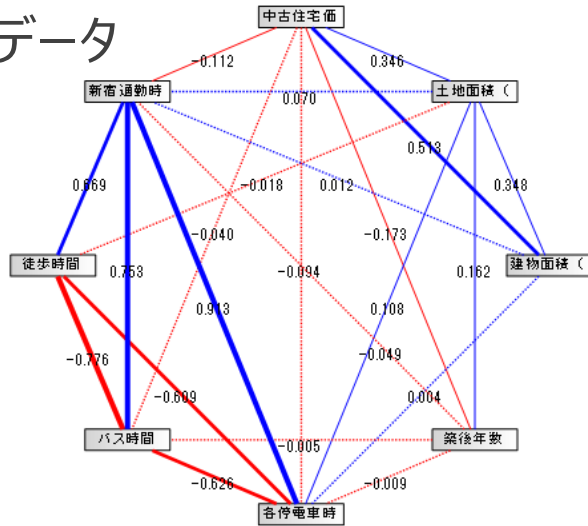 データ
中古住宅価
-0.112
0.346
新宿通勤時
0.070
土地面積（
0.513
0.669
-0.018
0.012
0.348
-0.040
-0.173
徒歩時間
0.753
-0.094
0.162
建物面積（
0.913
0.108
-0.776
-0.049
-0.609
0.004
バス時間
-0.005
築後年数
-0.626
-0.009
各停電車時